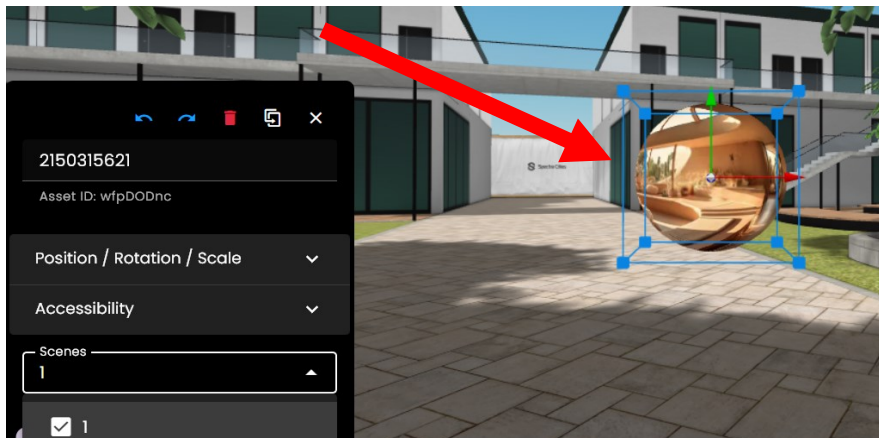 2150315621
Asset ID: wfpDODnc
Position / Rotation / Scale
Accessibility
Scenes
1
1